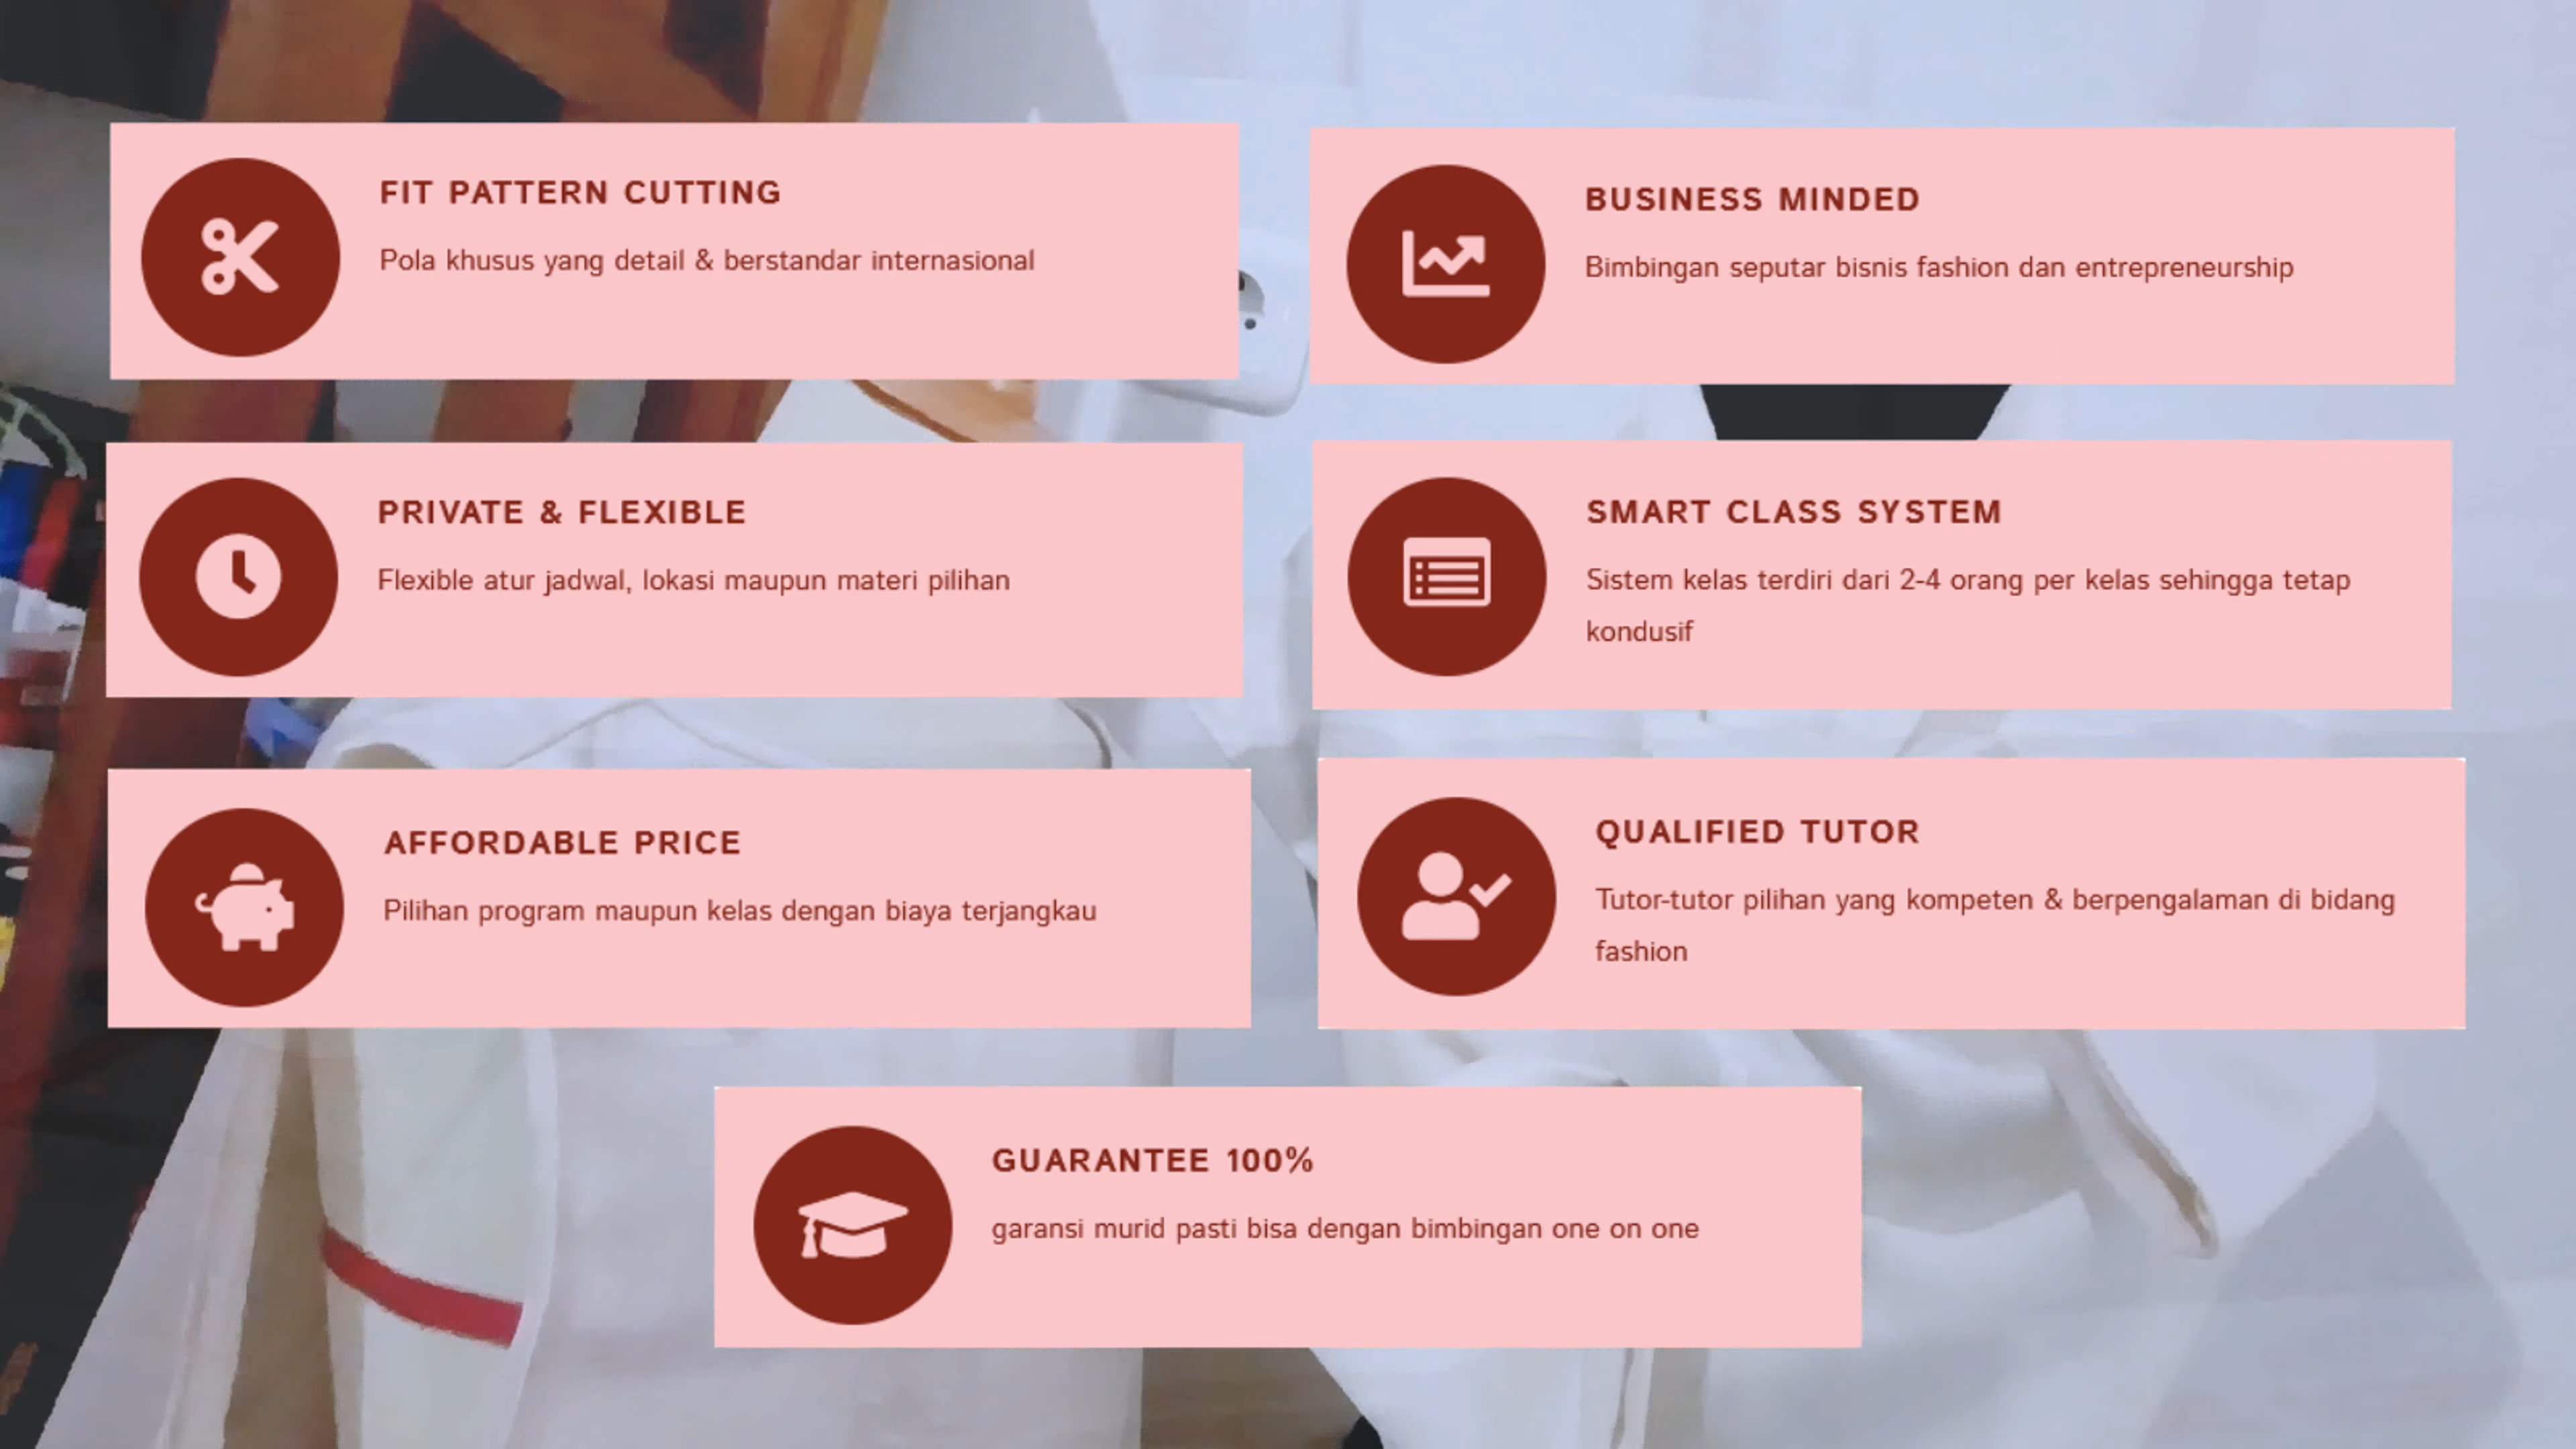 FIT PATTERN CUTTING
Pola khusus yang detail & berstandar internasional
BUSINESS MINDED
Bimbingan seputar bisnis fashion dan entrepreneurship
PRIVATE & FLEXIBLE
Flexible atur jadwal, lokasi maupun materi pilihan
SMART CLASS SYSTEM
Sistem kelas terdiri dari 2-4 orang per kelas sehingga tetap
kondusif
AFFORDABLE PRICE
Pilihan program maupun kelas dengan biaya terjangkau
QUALIFIED TUTOR
Tutor-tutor pilihan yang kompeten & berpengalaman di bidang
fashion
GUARANTEE 100%
garansi murid pasti bisa dengan bimbingan one on one